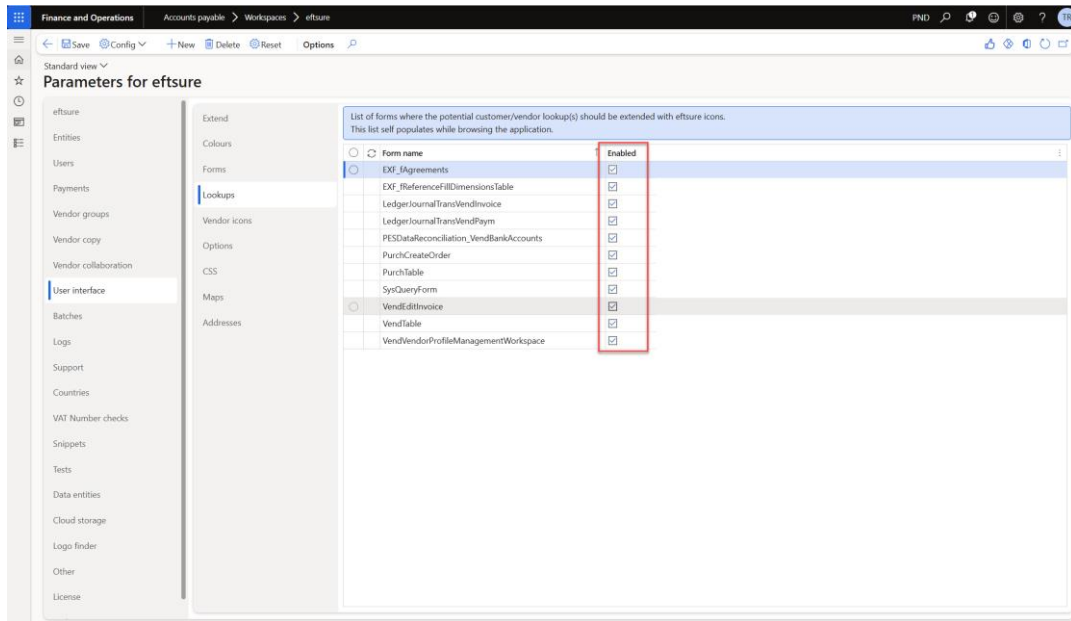 Finance and Operations
Accounts payable > Workspaces > eftsure
PND
?
TR
Save Config New Delete Reset Options
Standard view
Parameters for eftsure
eftsure
Entities
Users
Payments
Vendor groups
Vendor copy
Vendor collaboration
User interface
Batches
Logs
Support
Countries
VAT Number checks
Snippets
Tests
Data entities
Cloud storage
Logo finder
Other
License
Extend
Colours
Forms
Lookups
Vendor icons
Options
CSS
Maps
Addresses
List of forms where the potential customer/vendor lookup(s) should be extended with eftsure icons.
This list self populates while browsing the application.
Form name Enabled
EXF_fAgreements
EXF_fReferenceFillDimensionsTable
LedgerJournalTransVendInvoice
LedgerJournalTransVendPaym
PESDataReconciliation_VendBankAccounts
PurchCreateOrder
PurchTable
SysQueryForm
VendEditInvoice
VendTable
VendVendorProfileManagementWorkspace